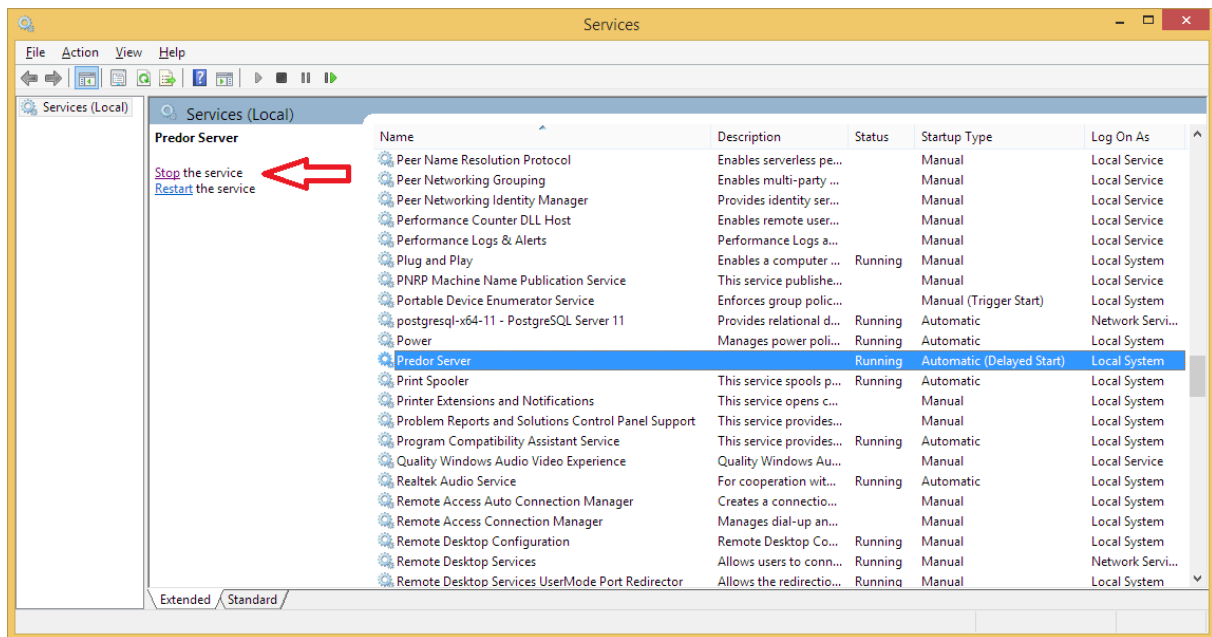 Services
File Action View Help
Services (Local)
Services (Local)
Predor Server
Stop the service
Restart the service
Name Description Status Startup Type Log On As
Peer Name Resolution Protocol Enables serverless pe... Manual Local Service
Peer Networking Grouping Enables multi-party ... Manual Local Service
Peer Networking Identity Manager Provides identity ser... Manual Local Service
Performance Counter DLL Host Enables remote user... Manual Local Service
Performance Logs & Alerts Performance Logs a... Manual Local Service
Plug and Play Enables a computer ... Running Manual Local System
PNRP Machine Name Publication Service This service publishe... Manual Local Service
Portable Device Enumerator Service Enforces group polic... Manual (Trigger Start) Local System
postgresql-x64-11 - PostgreSQL Server 11 Provides relational d... Running Automatic Network Servi...
Power Manages power poli... Running Automatic Local System
Predor Server Running Automatic (Delayed Start) Local System
Print Spooler This service spools p... Running Automatic Local System
Printer Extensions and Notifications This service opens c... Manual Local System
Problem Reports and Solutions Control Panel Support This service provides... Manual Local System
Program Compatibility Assistant Service This service provides... Running Automatic Local System
Quality Windows Audio Video Experience Quality Windows Au... Manual Local Service
Realtek Audio Service For cooperation wit... Running Automatic Local System
Remote Access Auto Connection Manager Creates a connectio... Manual Local System
Remote Access Connection Manager Manages dial-up an... Manual Local System
Remote Desktop Configuration Remote Desktop Co... Running Manual Local System
Remote Desktop Services Allows users to conn... Running Manual Network Servi...
Remote Desktop Services UserMode Port Redirector Allows the redirectio... Running Manual Local System
Extended Standard